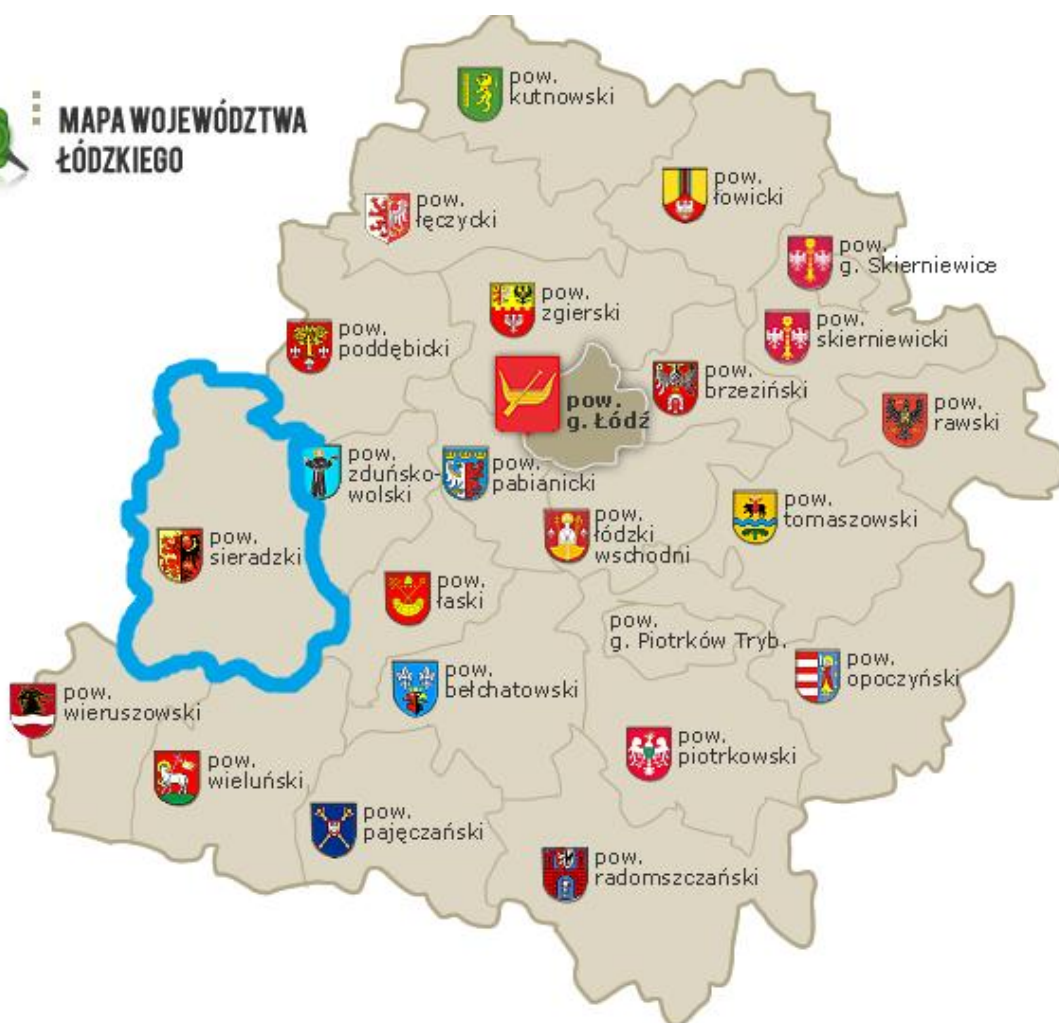 MAPA WOJEWÓDZTWA
ŁÓDZKIEGO
pow.
kutnowski
pow.
łęczycki
pow.
łowicki
pow.
g. Skierniewice
pow.
zgierski
pow.
skierniewicki
pow.
poddębicki
pow.
brzeziński
pow.
g. Łódź
pow.
rawski
pow.
zduńsko-
wolski
pow.
pabianicki
pow.
tomaszowski
pow.
łódzki
wschodni
pow.
sieradzki
pow.
łaski
pow.
g. Piotrków Tryb.
pow.
opoczyński
pow.
bełchatowski
pow.
wieruszowski
pow.
piotrkowski
pow.
wieluński
pow.
pajęczański
pow.
radomszczański